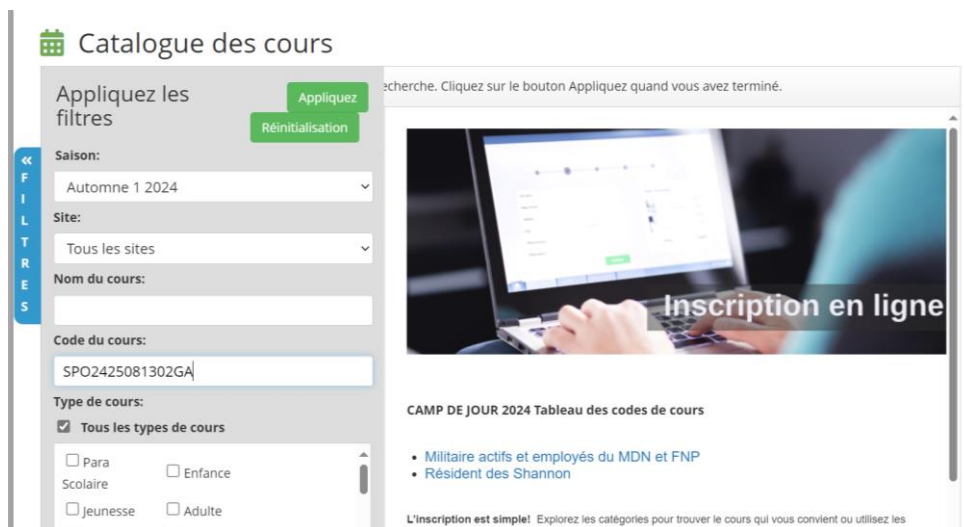 Catalogue des cours
Appliquez les
filtres
Appliquez
Réinitialisation
echerche. Cliquez sur le bouton Appliquez quand vous avez terminé.
FILTRES
Saison:
Automne 1 2024
Site:
Tous les sites
Nom du cours:
Code du cours:
SPO2425081302GA
Type de cours:
Tous les types de cours
Para
Scolaire
Enfance
Jeunesse
Adulte
Inscription en ligne
CAMP DE JOUR 2024 Tableau des codes de cours
Militaire actifs et employés du MDN et FNP
Résident des Shannon
L'inscription est simple! Explorez les catégories pour trouver le cours qui vous convient ou utilisez les